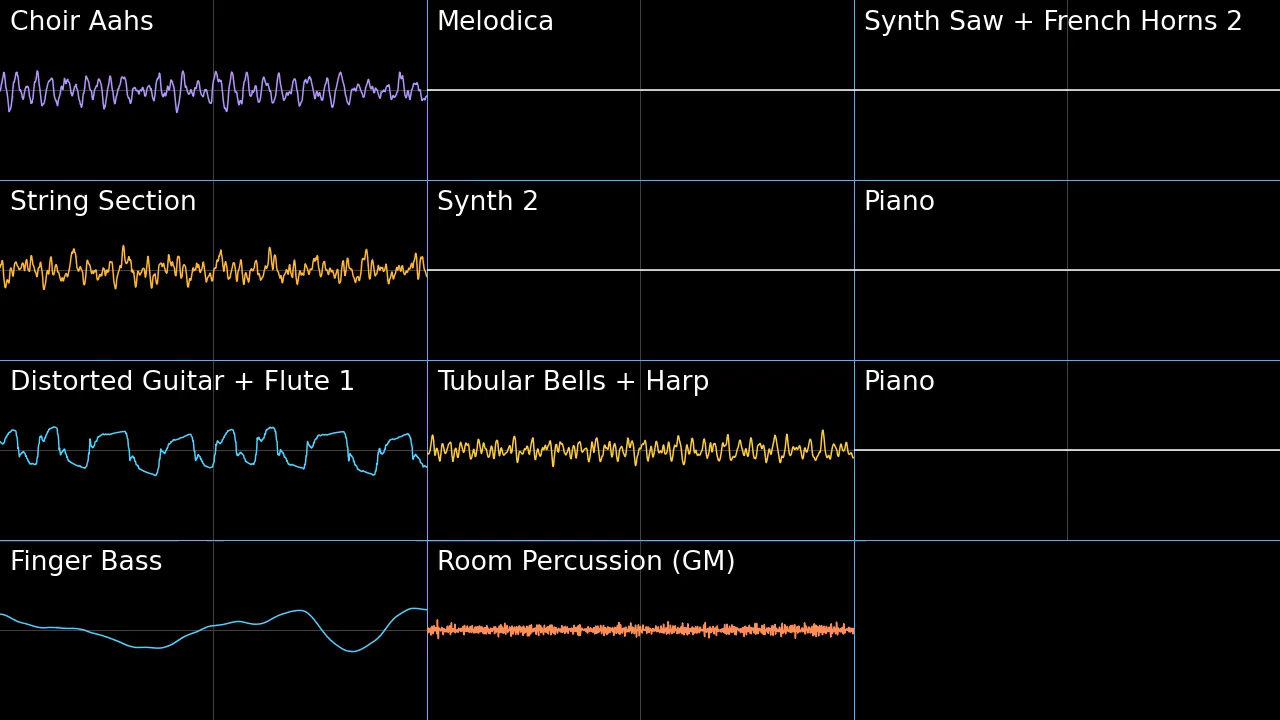 Choir Aahs
Melodica
Synth Saw + French Horns 2
String Section
Synth 2
Piano
Distorted Guitar + Flute 1
Tubular Bells + Harp
Piano
Finger Bass
Room Percussion (GM)